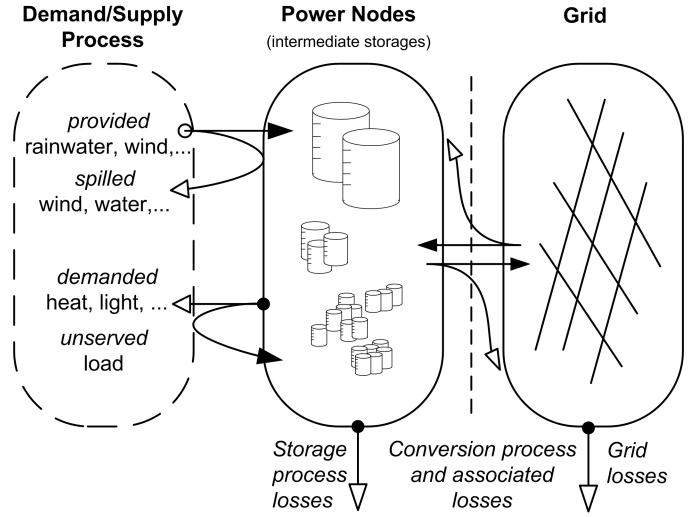 Demand/Supply
Process
Power Nodes
(intermediate storages)
Grid
provided
rainwater, wind,...
spilled
wind, water,...
demanded
heat, light, ...
unserved
load
Storage
process
losses
Conversion process
and associated
losses
Grid
losses